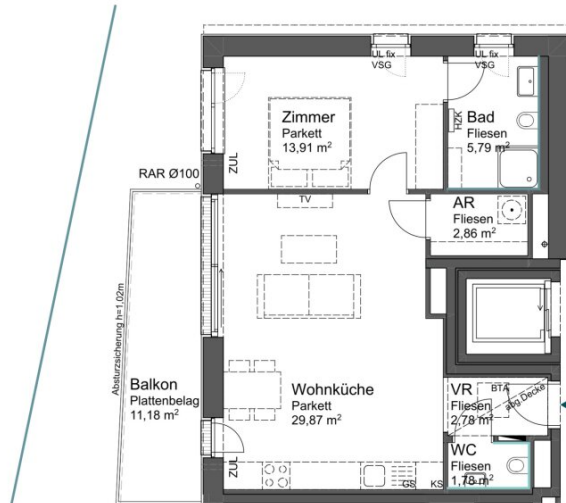 UL fix
VSG
UL fix
VSG
Zimmer
Parkett
13,91 m²
ZUL
Bad
Fliesen
5,79 m²
HZK
RAR Ø100
TV
AR
Fliesen
2,86 m²
Absturzsicherung h=1,02m
Balkon
Plattenbelag
11,18 m²
Wohnküche
Parkett
29,87 m²
VR
Fliesen
2,78 m²
BTA
abg Decke
WC
Fliesen
1,78 m²
ZUL
GS
KS